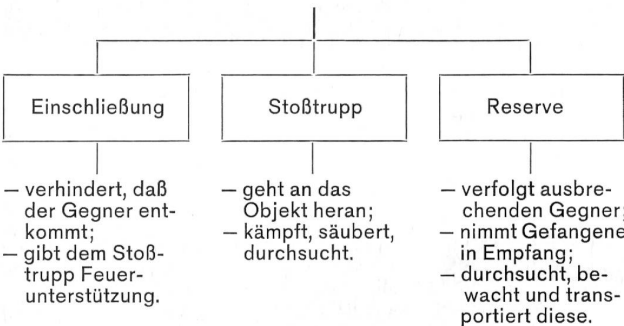 Einschließung
Stoßtrupp
Reserve
— verhindert, daß
der Gegner ent-
kommt;
— gibt dem Stoß-
trupp Feuer-
unterstützung.
— geht an das
Objekt heran;
— kämpft, säubert,
durchsucht.
— verfolgt ausbre-
chenden Gegner;
— nimmt Gefangene
in Empfang;
— durchsucht, be-
wacht und trans-
portiert diese.